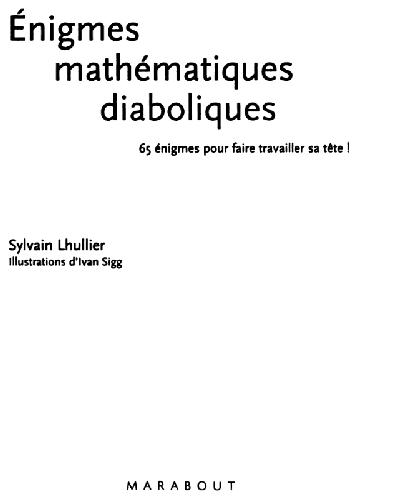 Énigmes
mathématiques
diaboliques
65 énigmes pour faire travailler sa tête !
Sylvain Lhullier
Illustrations d'Ivan Sigg
MARABOUT